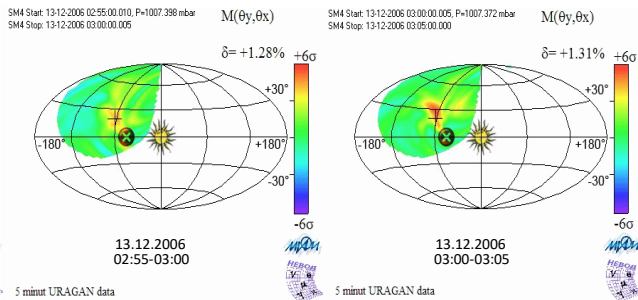 SM4 Start: 13-12-2006 02:55:00.010, P=1007.398 mbar
SM4 Stop: 13-12-2006 03:00:00.005
M(θy,θx)
δ= +1.28%
+6σ
+30°
-180°
+180°
-30°
-6σ
13.12.2006
02:55-03:00
5 minut URAGAN data
НЕВОД
SM4 Start: 13-12-2006 03:00:00.005, P=1007.372 mbar
SM4 Stop: 13-12-2006 03:05:00.000
M(θy,θx)
δ= +1.31%
+6σ
+30°
-180°
+180°
-30°
-6σ
13.12.2006
03:00-03:05
5 minut URAGAN data
НЕВОД